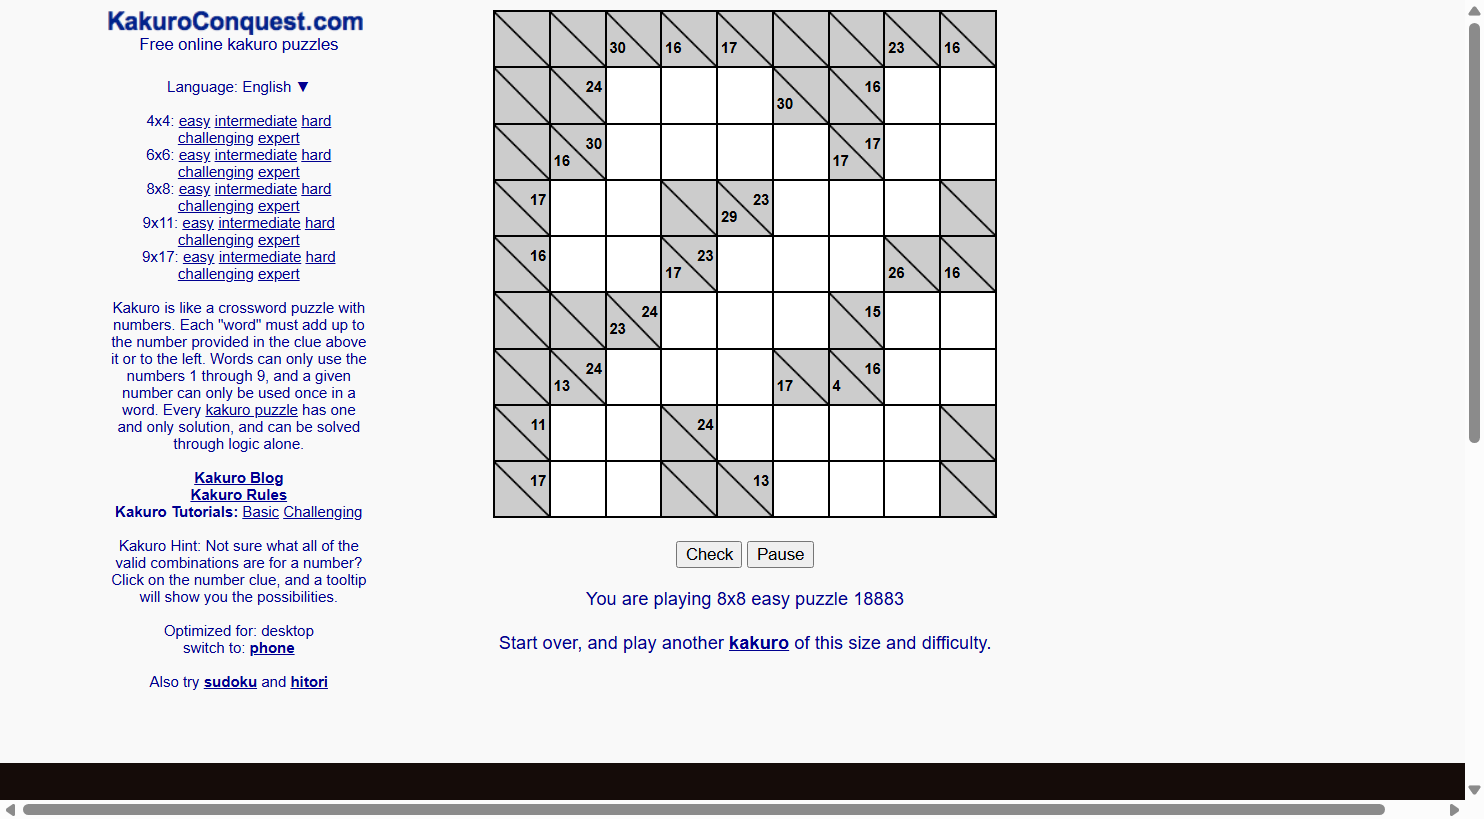 KakuroConquest.com
Free online kakuro puzzles
Language: English ▼
4x4: easy intermediate hard
challenging expert
6x6: easy intermediate hard
challenging expert
8x8: easy intermediate hard
challenging expert
9x11: easy intermediate hard
challenging expert
9x17: easy intermediate hard
challenging expert
Kakuro is like a crossword puzzle with
numbers. Each "word" must add up to
the number provided in the clue above
it or to the left. Words can only use the
numbers 1 through 9, and a given
number can only be used once in a
word. Every kakuro puzzle has one
and only solution, and can be solved
through logic alone.
Kakuro Blog
Kakuro Rules
Kakuro Tutorials: Basic Challenging
Kakuro Hint: Not sure what all of the
valid combinations are for a number?
Click on the number clue, and a tooltip
will show you the possibilities.
Optimized for: desktop
switch to: phone
Also try sudoku and hitori
30 16 17 23 16
24 30 16
16 30 17 17
17 29 23
16 17 23 26 16
23 24 15
13 24 17 4 16
11 24
17 13
Check Pause
You are playing 8x8 easy puzzle 18883
Start over, and play another kakuro of this size and difficulty.